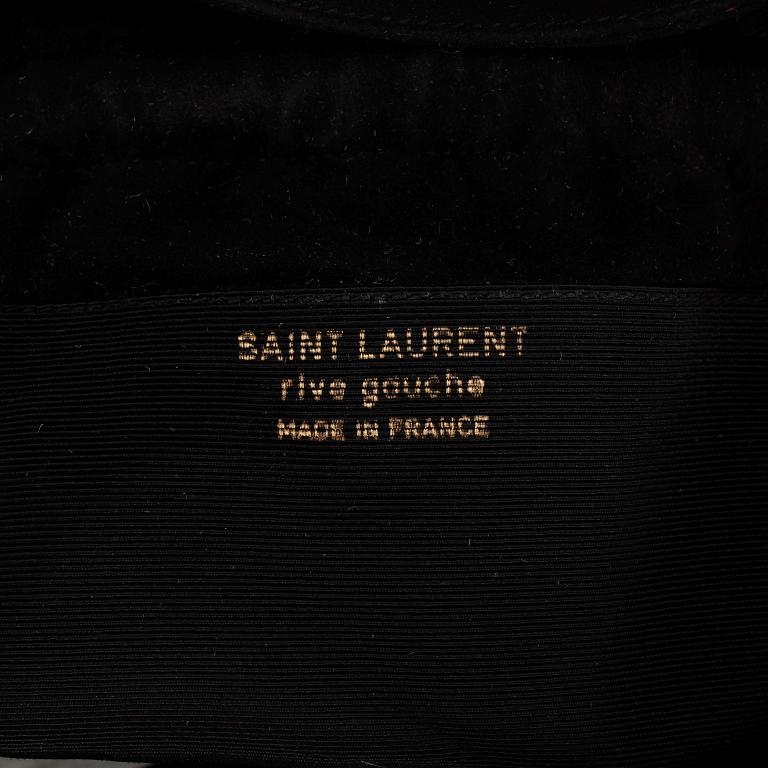 SAINT LAURENT
rive gauche
MADE IN FRANCE